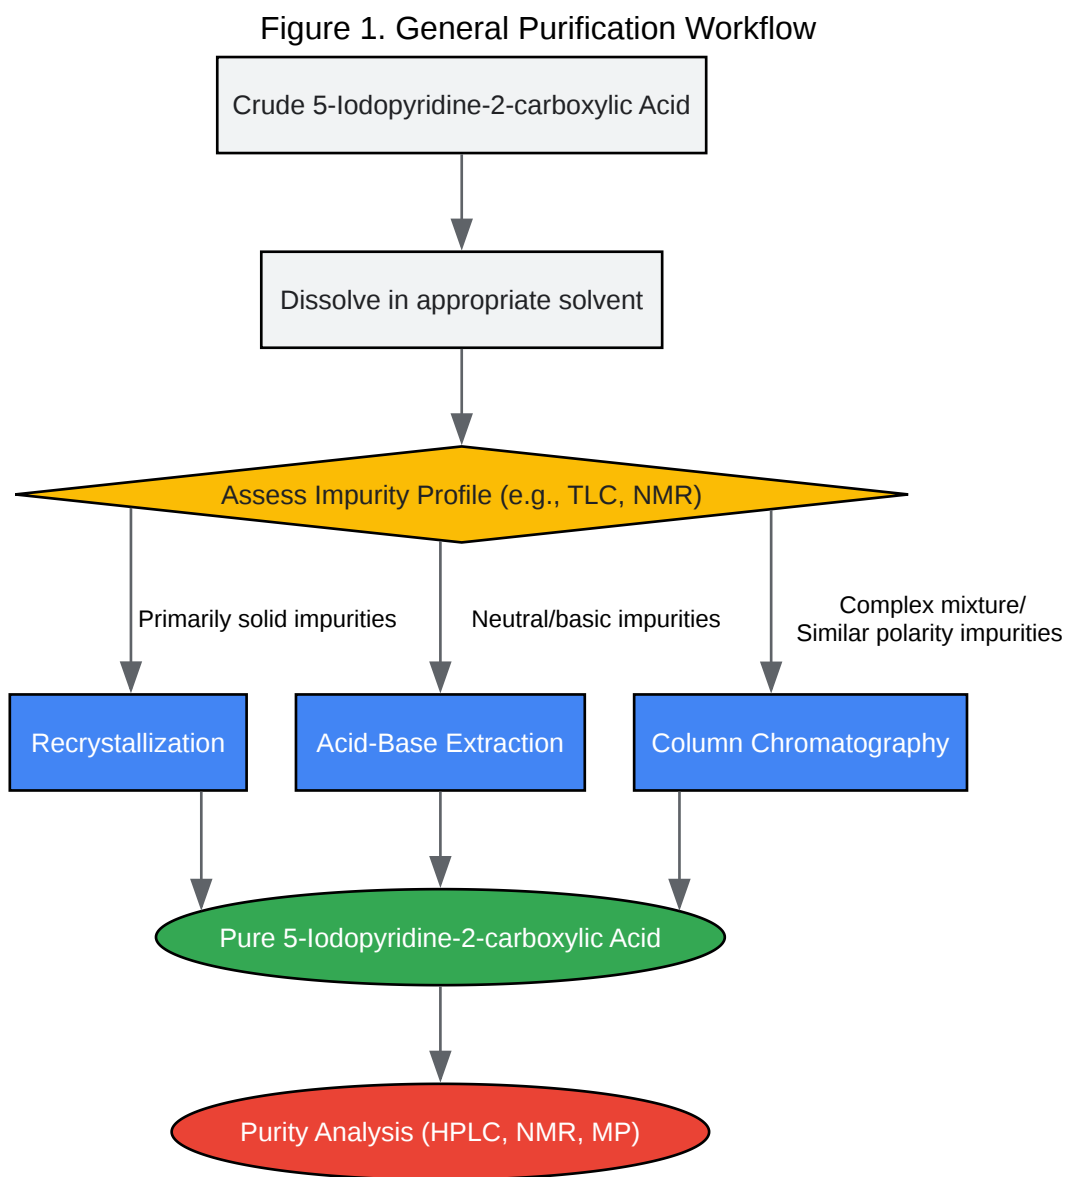 Figure 1. General Purification Workflow
Crude 5-Iodopyridine-2-carboxylic Acid
Dissolve in appropriate solvent
Assess Impurity Profile (e.g., TLC, NMR)
Primarily solid impurities
Neutral/basic impurities
Complex mixture/
Similar polarity impurities
Recrystallization
Acid-Base Extraction
Column Chromatography
Pure 5-Iodopyridine-2-carboxylic Acid
Purity Analysis (HPLC, NMR, MP)